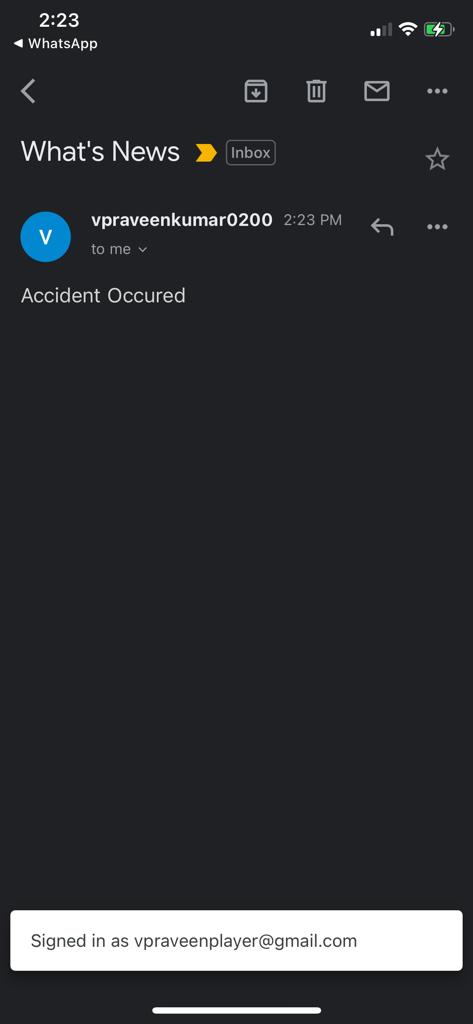 2:23
◀ WhatsApp
What's News
Inbox
V
vpraveenkumar0200 2:23 PM
to me
Accident Occured
Signed in as vpraveenplayer@gmail.com